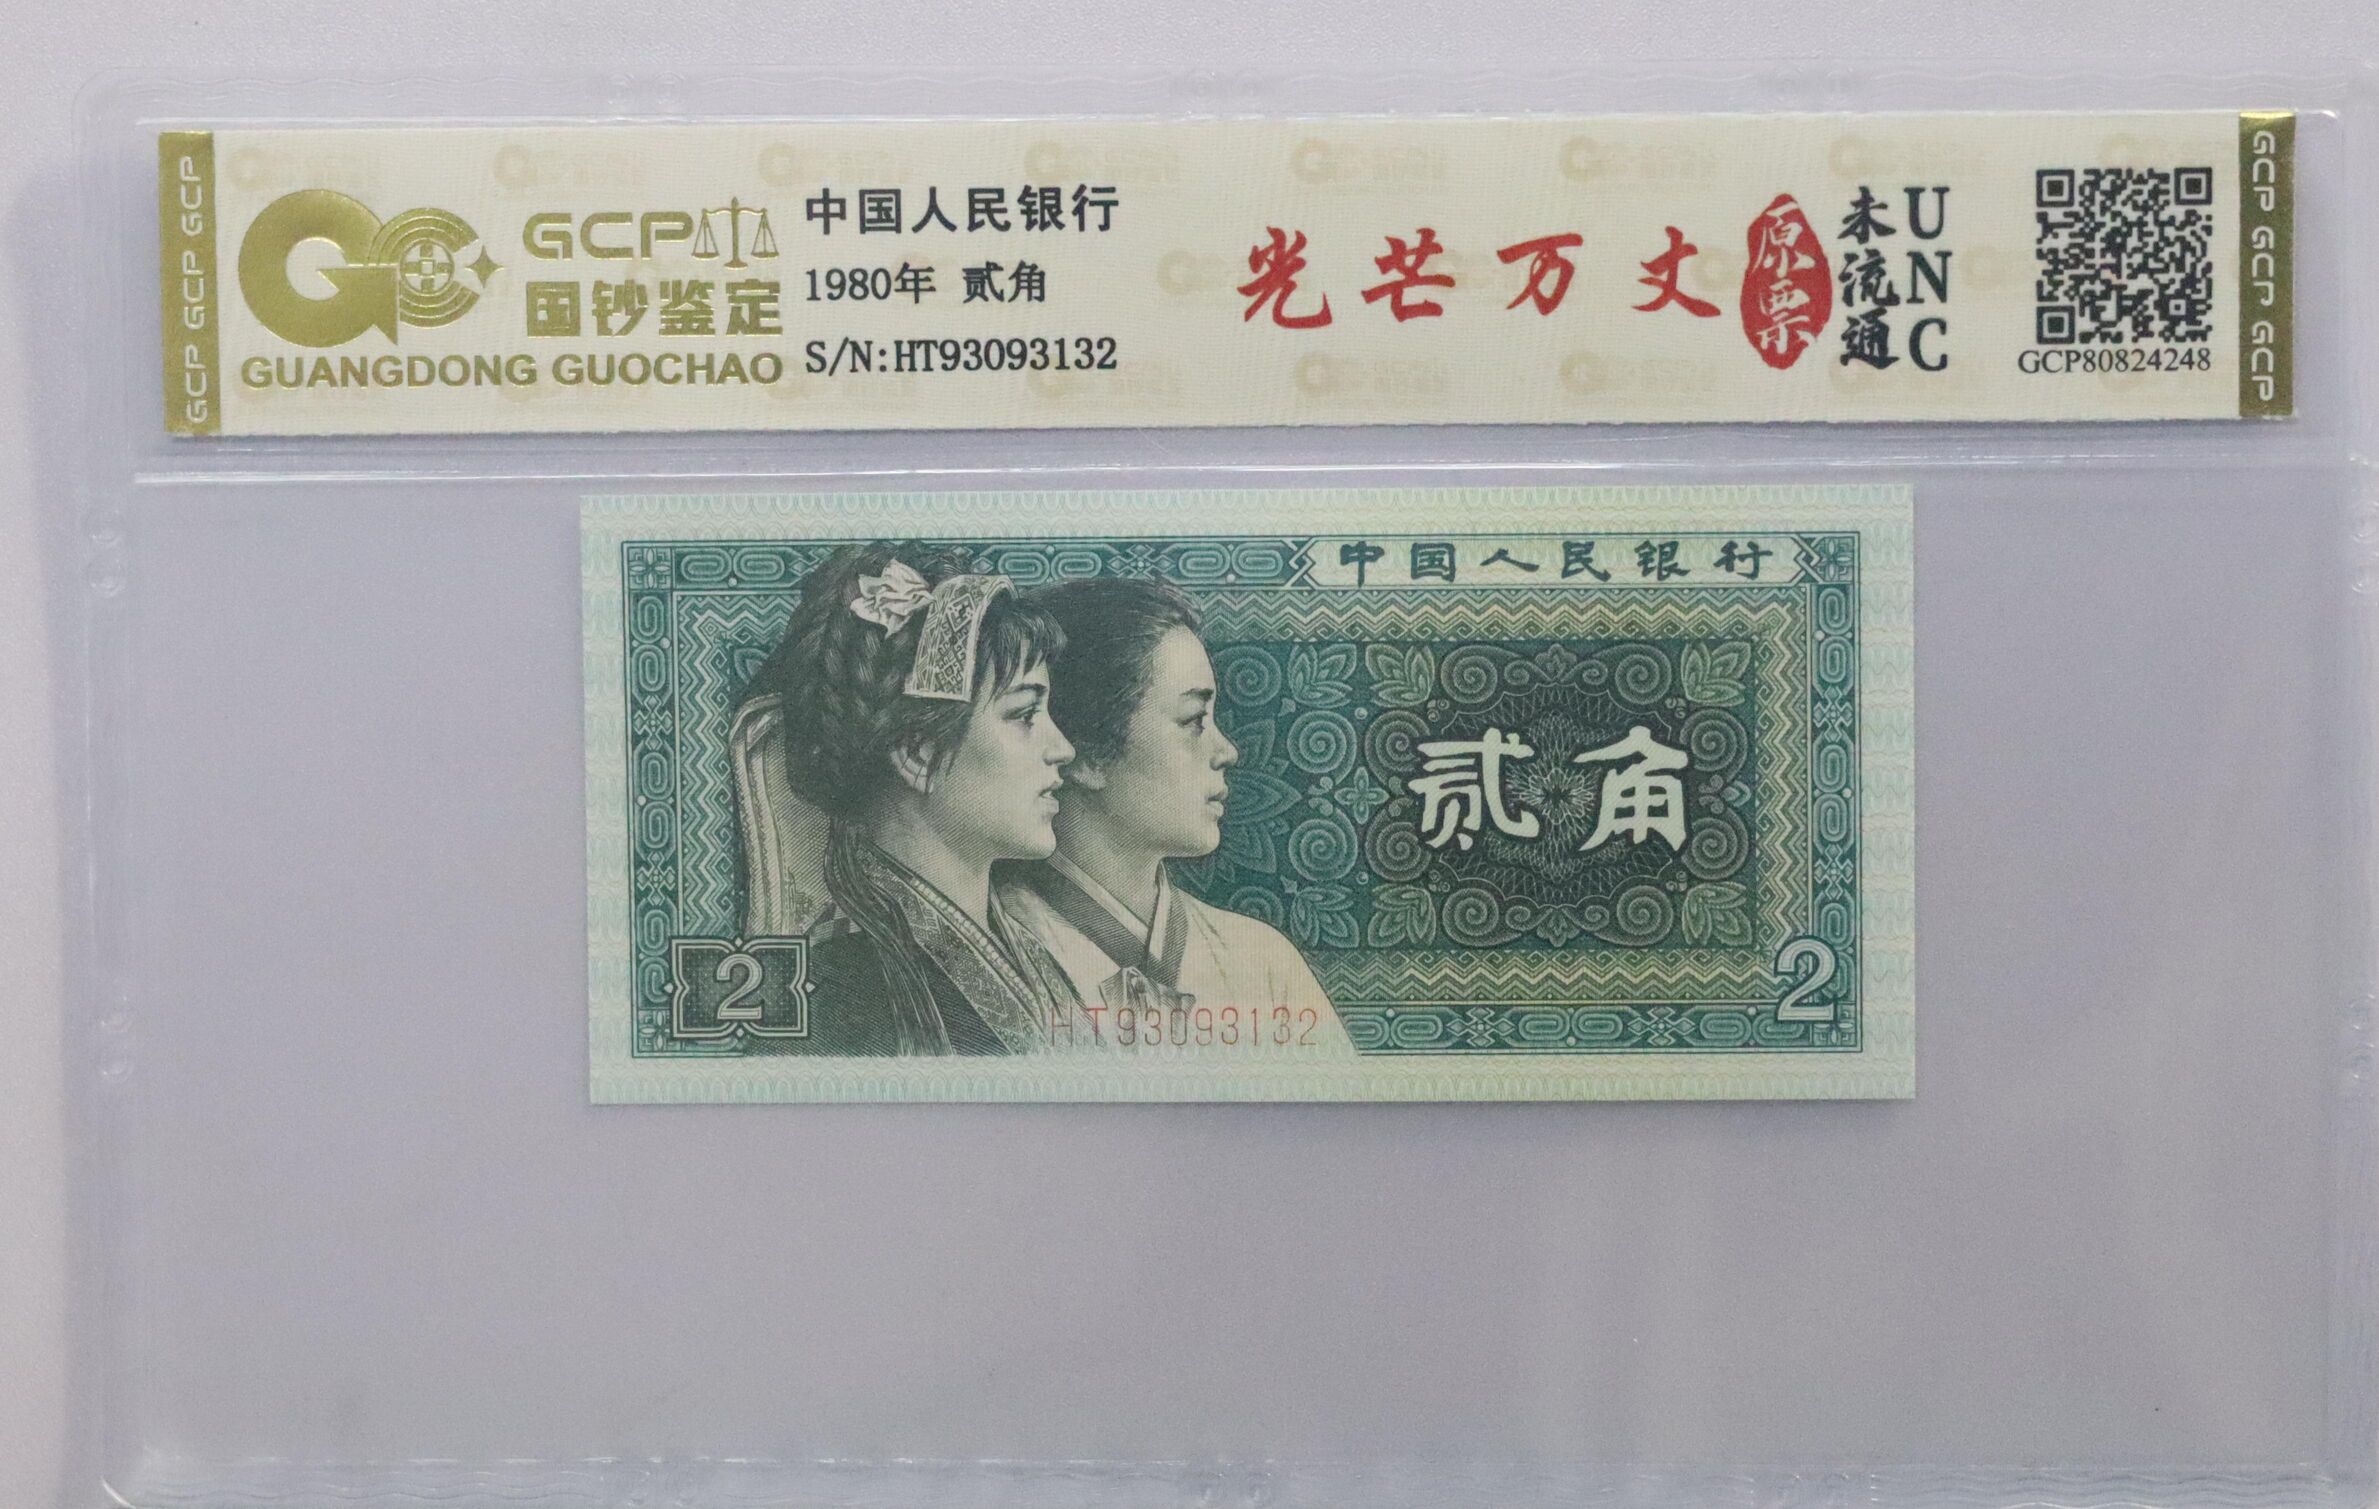 GCP GCP GCP
GCP
国钞鉴定
GUANGDONG GUOCHAO
中国人民银行
1980年 贰角
S/N:HT93093132
光芒万丈
原票
未流通
UNC
GCP80824248
GCP GCP GCP
中国人民银行
贰角
2
2
HT93093132